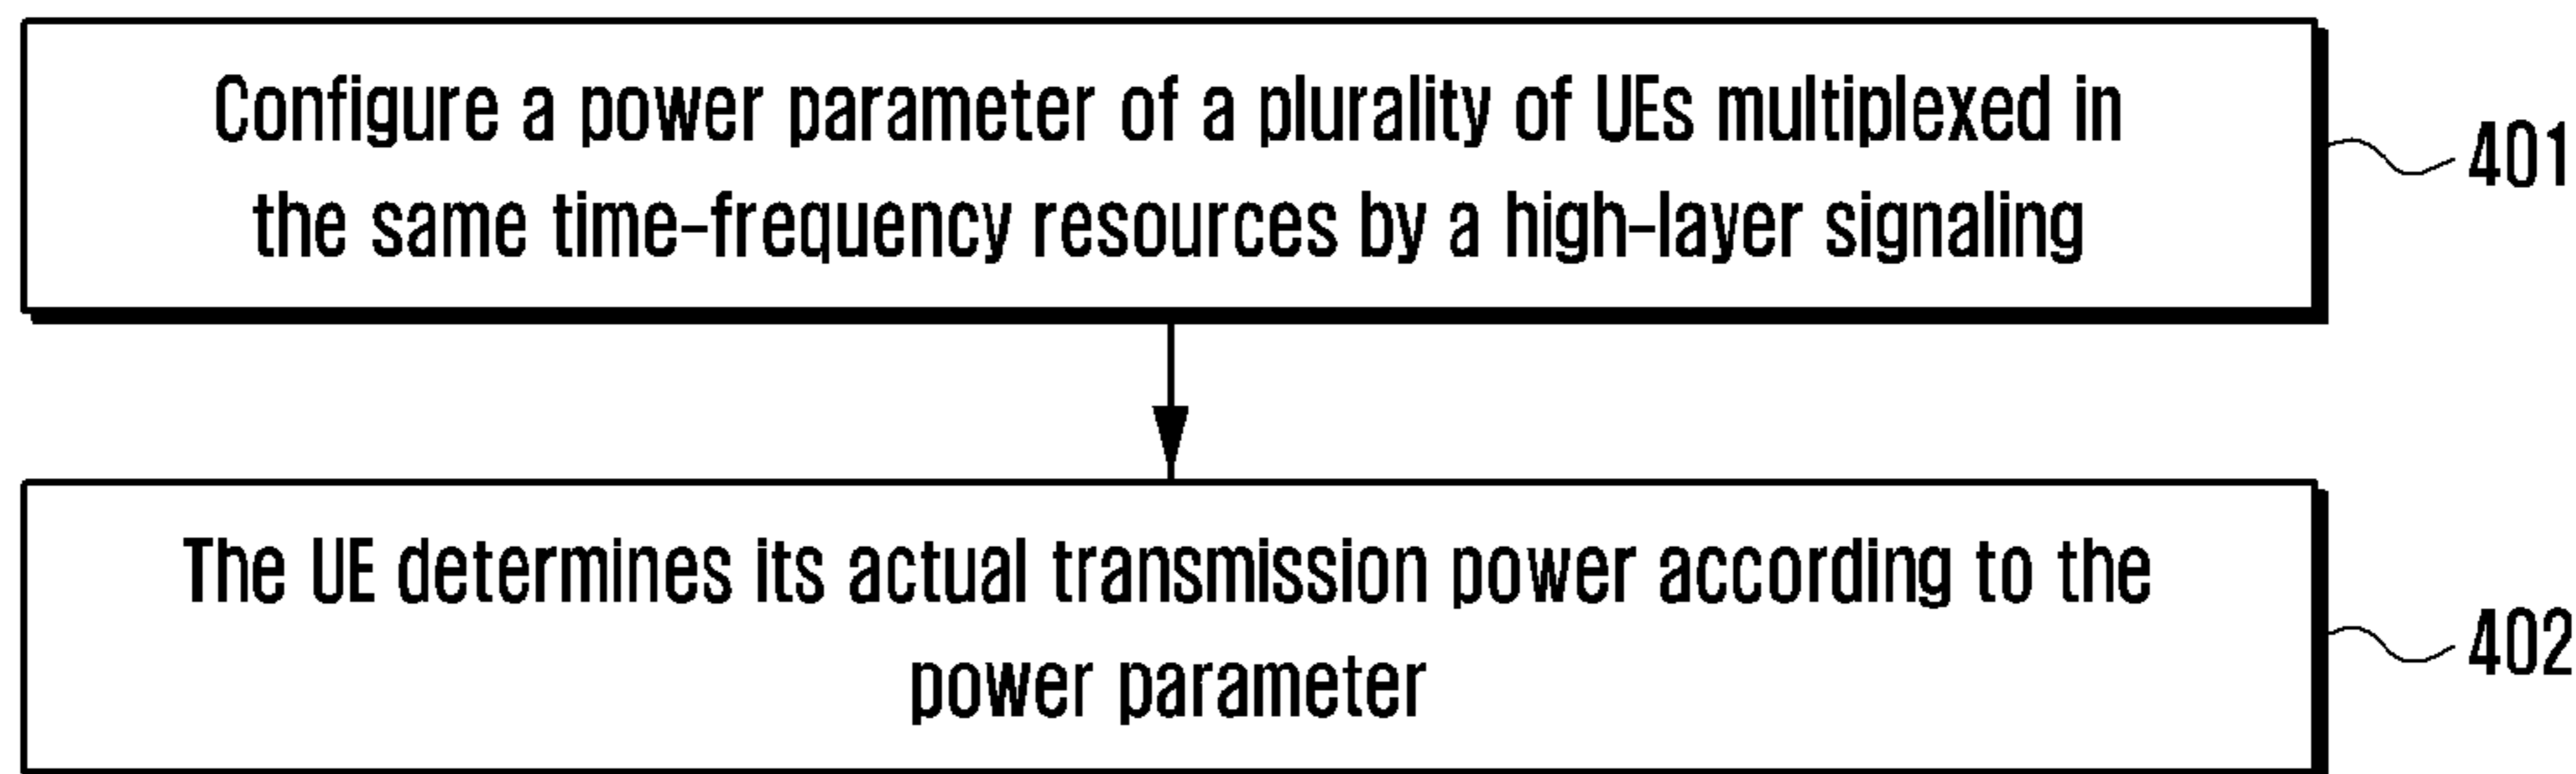 Configure a power parameter of a plurality of UEs multiplexed in
the same time-frequency resources by a high-layer signaling
401
The UE determines its actual transmission power according to the
power parameter
402